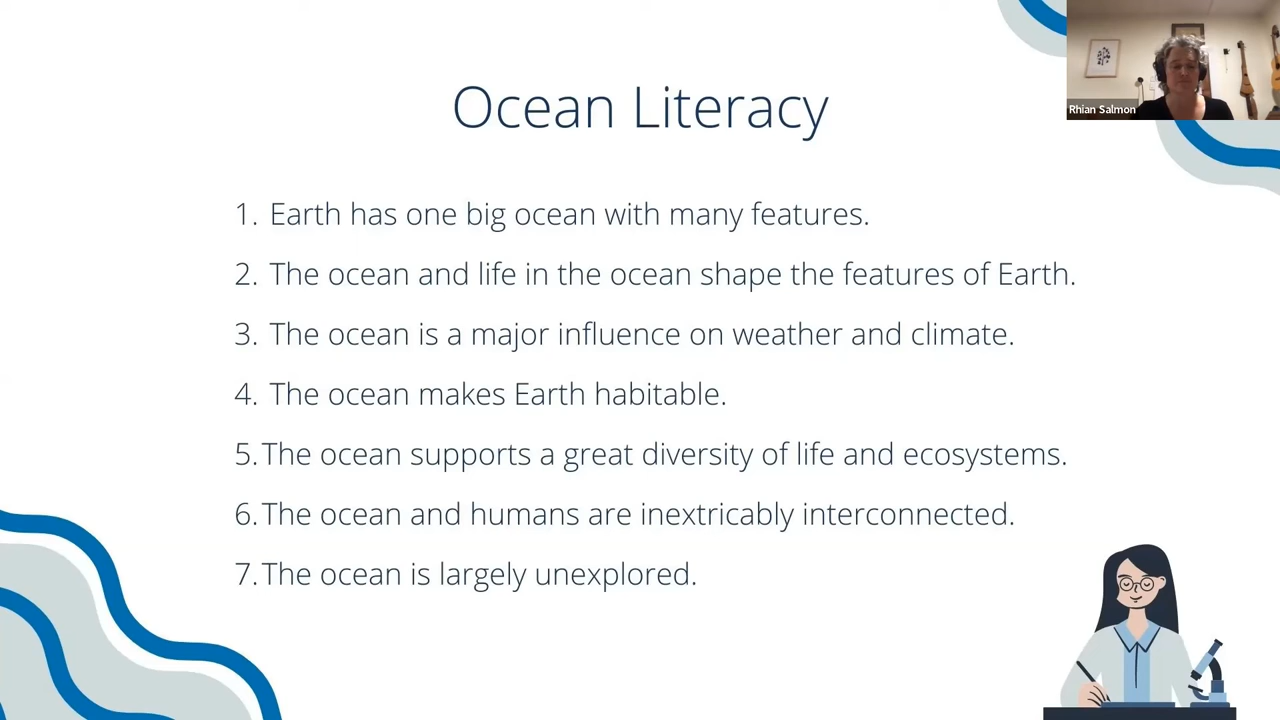 Rhian Salmon
Ocean Literacy
1. Earth has one big ocean with many features.
2. The ocean and life in the ocean shape the features of Earth.
3. The ocean is a major influence on weather and climate.
4. The ocean makes Earth habitable.
5. The ocean supports a great diversity of life and ecosystems.
6. The ocean and humans are inextricably interconnected.
7. The ocean is largely unexplored.